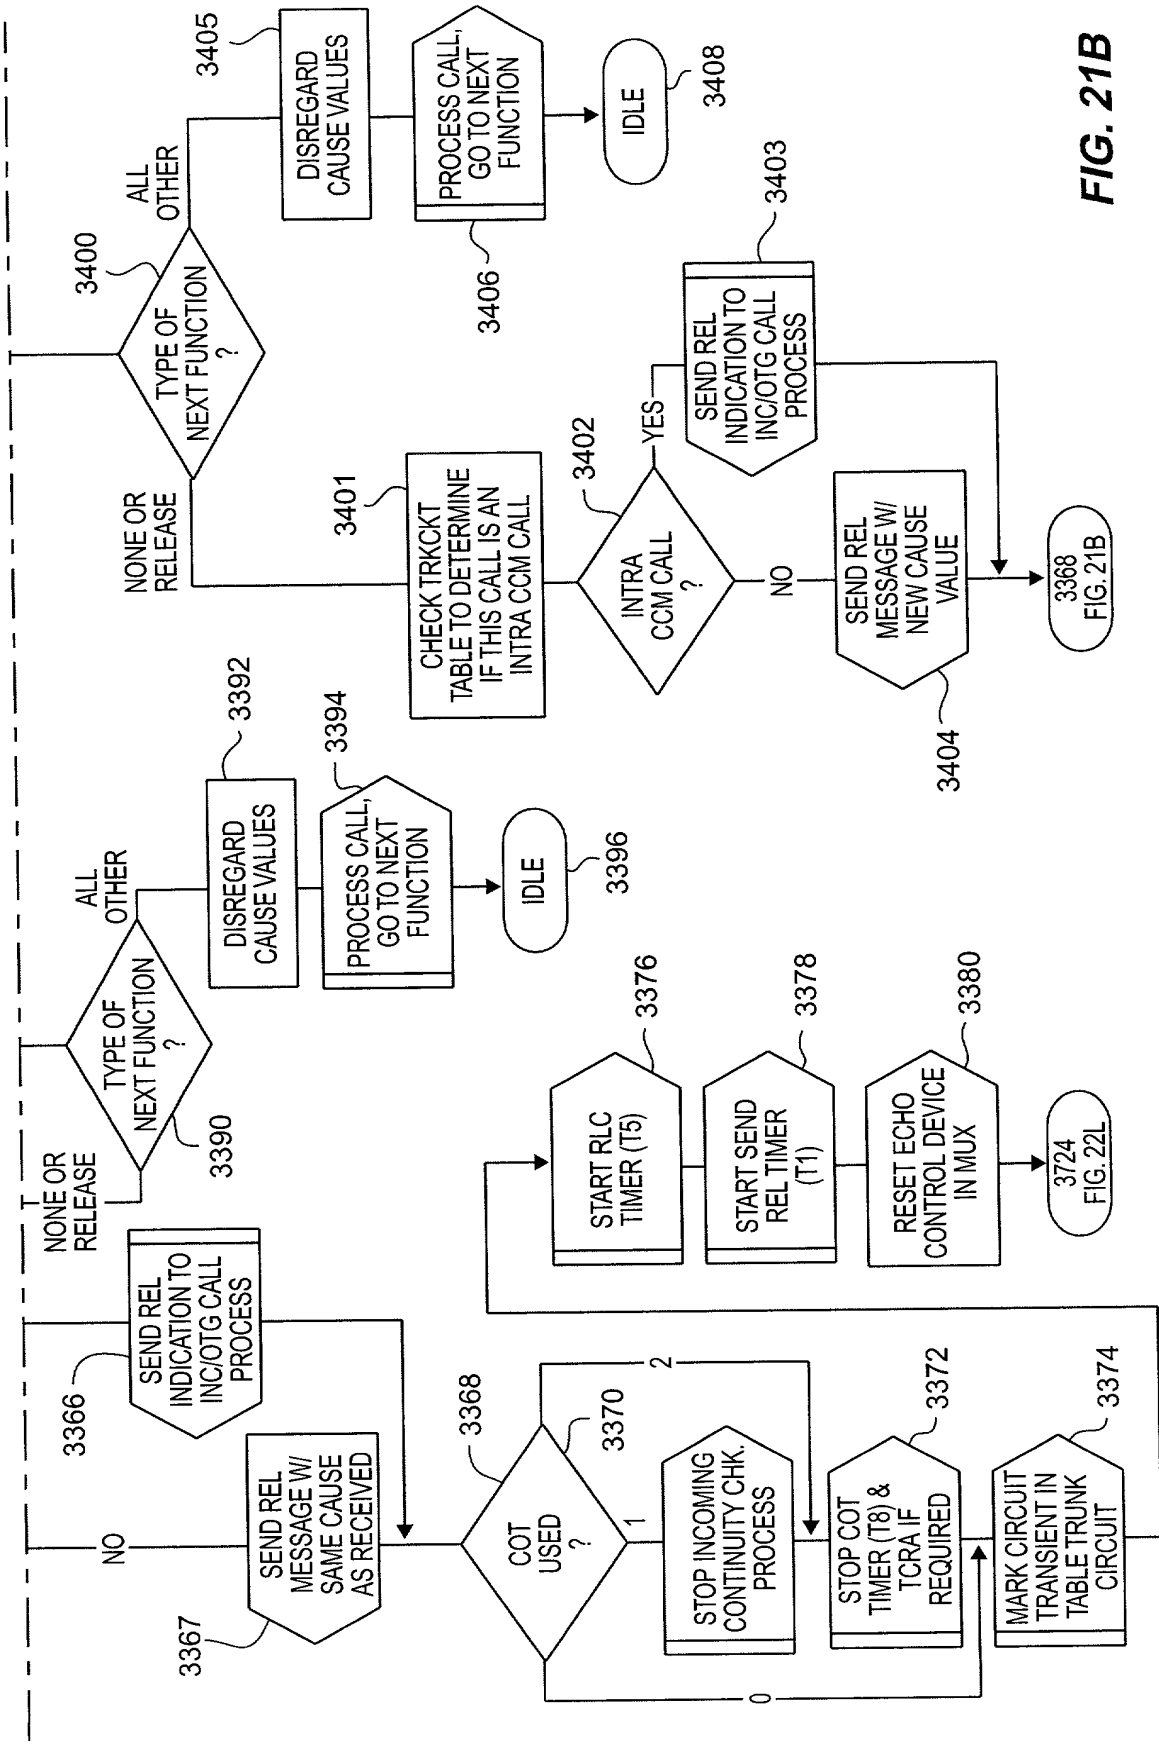 NO
3367
SEND REL
MESSAGE W/
SAME CAUSE
AS RECEIVED
3366
SEND REL
INDICATION TO
INC/OTG CALL
PROCESS
3368
COT
USED
?
3370
0
1
2
STOP INCOMING
CONTINUITY CHK.
PROCESS
3372
STOP COT
TIMER (T8) &
TCRA IF
REQUIRED
3374
MARK CIRCUIT
TRANSIENT IN
TABLE TRUNK
CIRCUIT
3376
START RLC
TIMER (T5)
3378
START SEND
REL TIMER
(T1)
3380
RESET ECHO
CONTROL DEVICE
IN MUX
3724
FIG. 22L
NONE OR
RELEASE
3390
TYPE OF
NEXT FUNCTION
?
ALL
OTHER
3392
DISREGARD
CAUSE VALUES
3394
PROCESS CALL,
GO TO NEXT
FUNCTION
IDLE
3396
NONE OR
RELEASE
3400
TYPE OF
NEXT FUNCTION
?
ALL
OTHER
3401
CHECK TRKCKT
TABLE TO DETERMINE
IF THIS CALL IS AN
INTRA CCM CALL
3402
INTRA
CCM CALL
?
YES
NO
3403
SEND REL
INDICATION TO
INC/OTG CALL
PROCESS
3404
SEND REL
MESSAGE W/
NEW CAUSE
VALUE
3368
FIG. 21B
3405
DISREGARD
CAUSE VALUES
3406
PROCESS CALL,
GO TO NEXT
FUNCTION
IDLE
3408
FIG. 21B